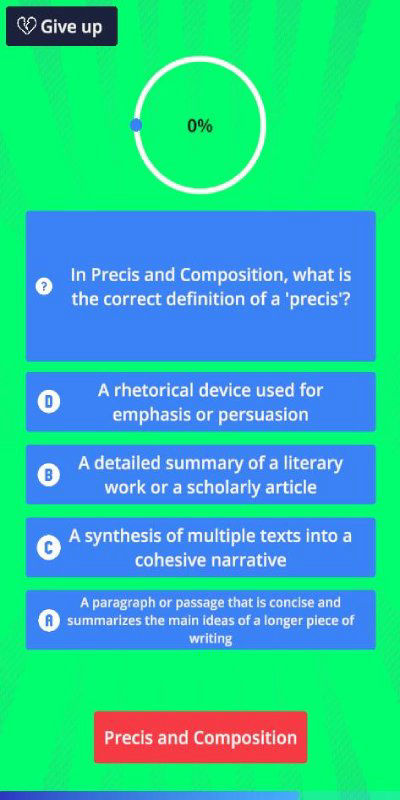 Give up
0%
?
In Precis and Composition, what is
the correct definition of a 'precis'?
D
A rhetorical device used for
emphasis or persuasion
B
A detailed summary of a literary
work or a scholarly article
C
A synthesis of multiple texts into a
cohesive narrative
A
A paragraph or passage that is concise and
summarizes the main ideas of a longer piece of
writing
Precis and Composition